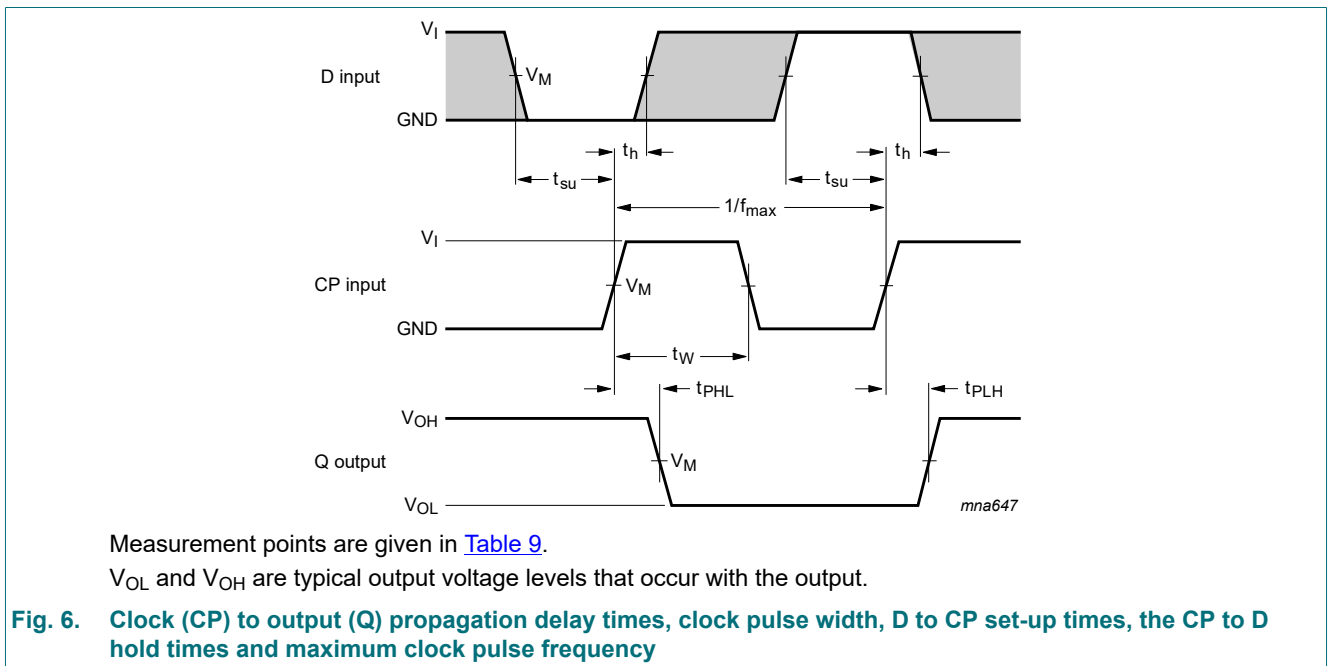 V_I
D input
V_M
GND
t_h
t_h
t_su
t_su
1/f_max
V_I
CP input
V_M
GND
t_W
t_PHL
t_PLH
V_OH
Q output
V_M
V_OL
mna647
Measurement points are given in Table 9.
V_OL and V_OH are typical output voltage levels that occur with the output.
Fig. 6. Clock (CP) to output (Q) propagation delay times, clock pulse width, D to CP set-up times, the CP to D
hold times and maximum clock pulse frequency